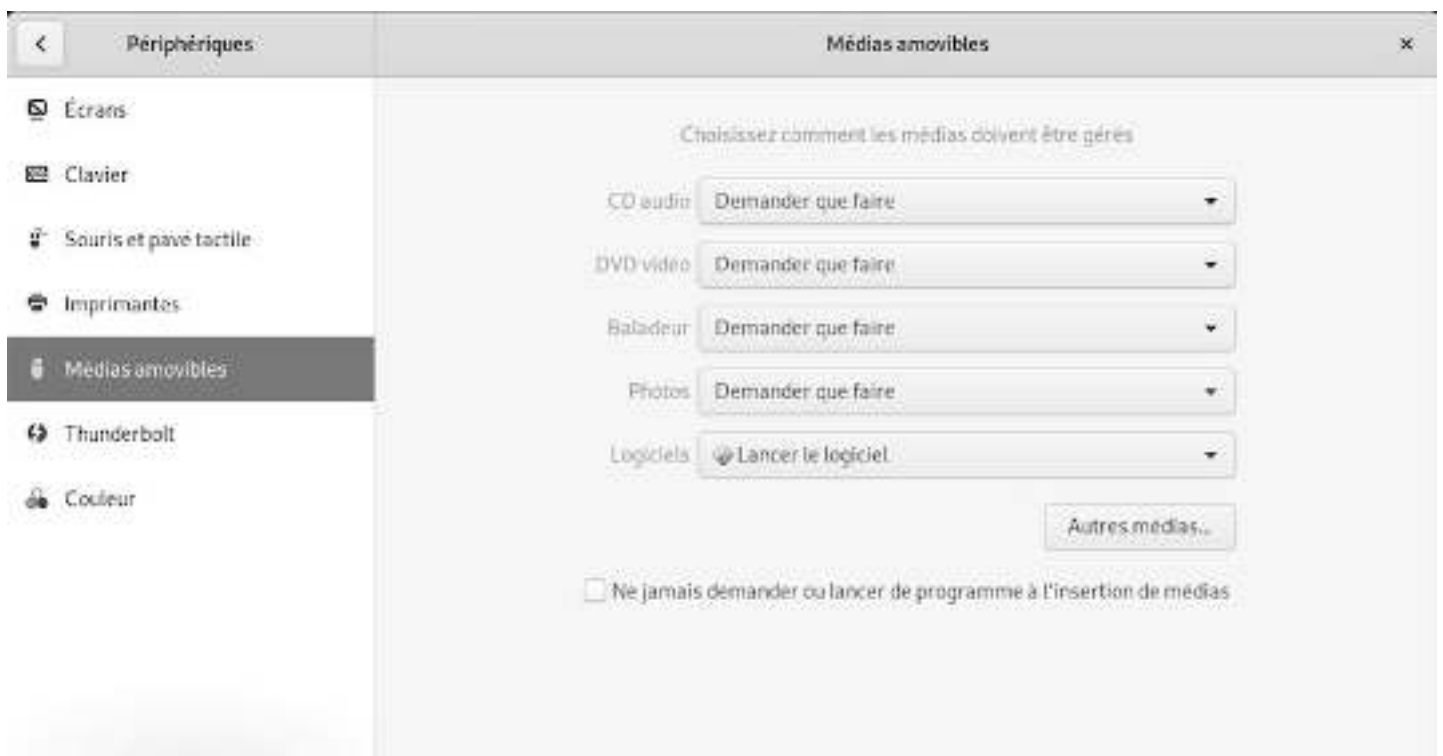 Périphériques
Médias amovibles
Écrans
Clavier
Souris et pavé tactile
Imprimantes
Médias amovibles
Thunderbolt
Couleur
Choisissez comment les médias doivent être gérés
CD audio Demander que faire
DVD vidéo Demander que faire
Baladeur Demander que faire
Photos Demander que faire
Logiciels Lancer le logiciel
Autres médias…
Ne jamais demander ou lancer de programme à l'insertion de médias